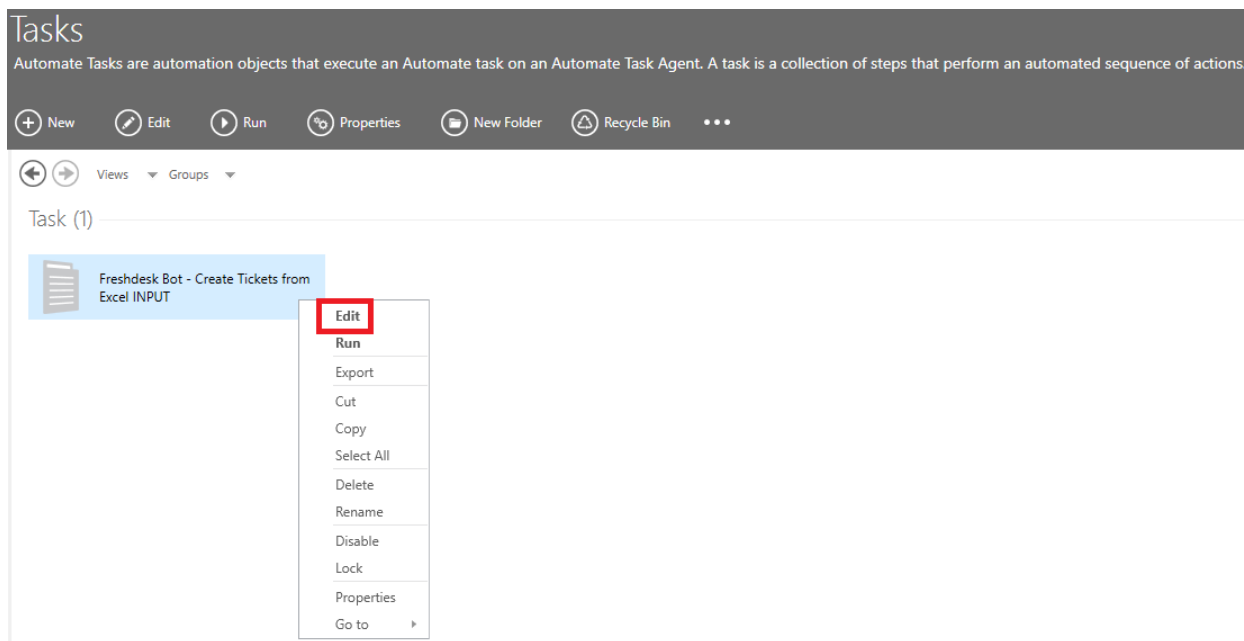 Tasks
Automate Tasks are automation objects that execute an Automate task on an Automate Task Agent. A task is a collection of steps that perform an automated sequence of actions.
New Edit Run Properties New Folder Recycle Bin
Views Groups
Task (1)
Freshdesk Bot - Create Tickets from
Excel INPUT
Edit
Run
Export
Cut
Copy
Select All
Delete
Rename
Disable
Lock
Properties
Go to